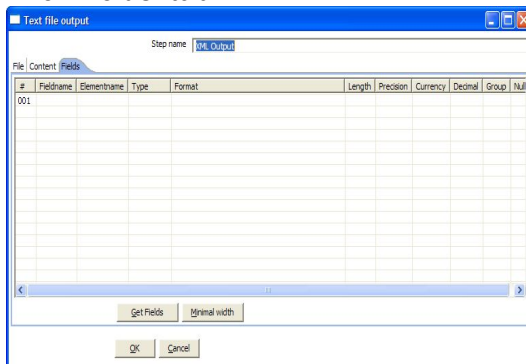 Text file output
Step name XML Output
File Content Fields
# Fieldname Elementname Type Format Length Precision Currency Decimal Group Null
001
Get Fields Minimal width
OK Cancel